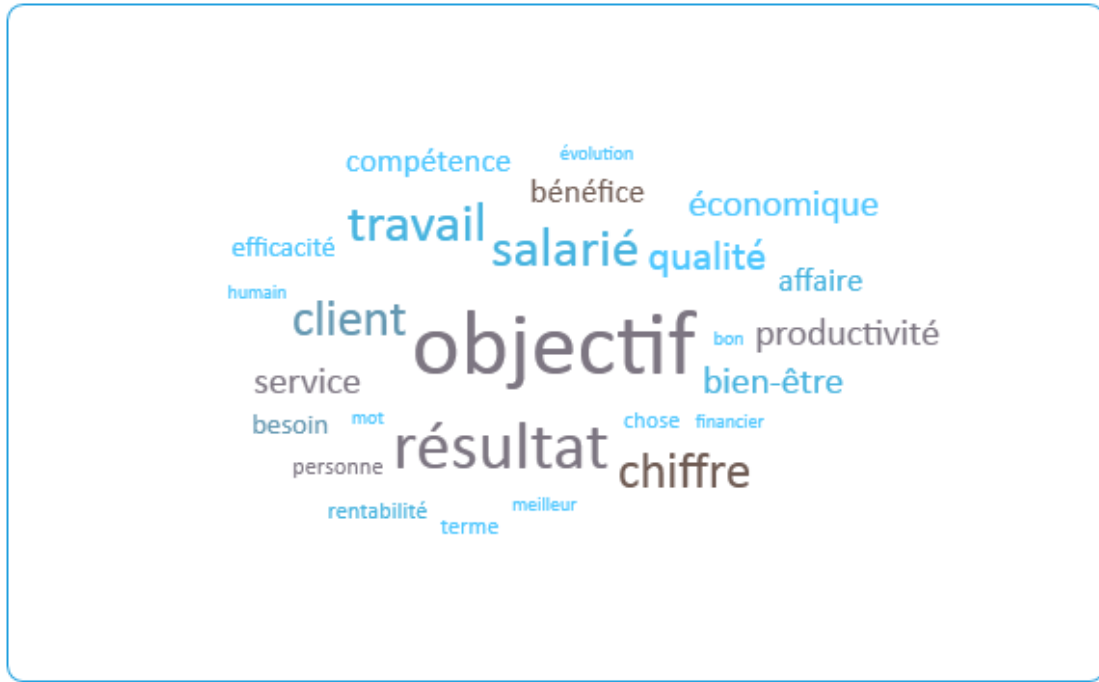 évolution
compétence
bénéfice
économique
travail
efficacité
salarié
qualité
affaire
humain
client
productivité
bon
objectif
service
bien-être
besoin
mot
chose
financier
résultat
personne
chiffre
meilleur
rentabilité
terme